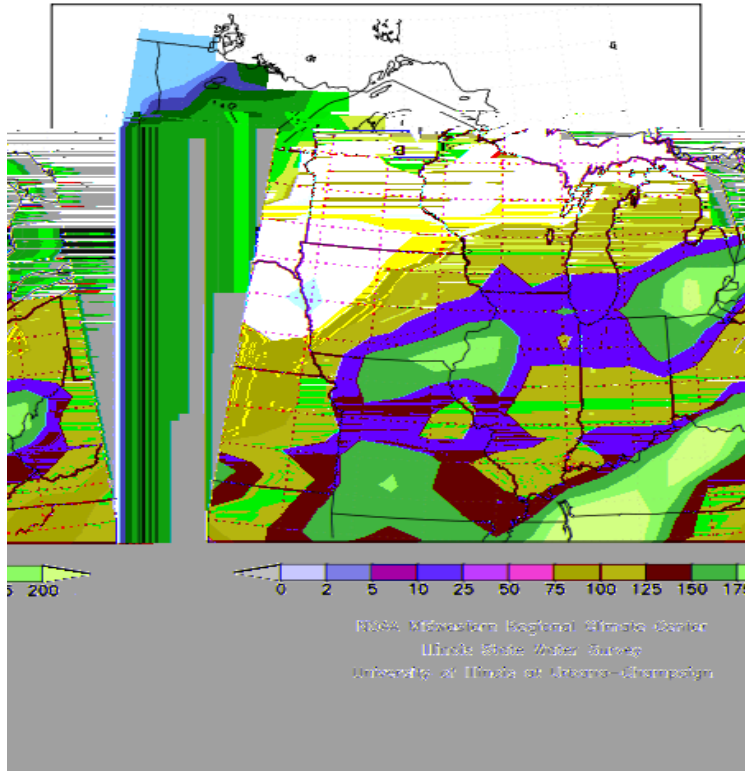 200 0 2 5 10 25 50 75 100 125 150 175
NOAA Midwestern Regional Climate Center
Illinois State Water Survey
University of Illinois at Urbana-Champaign